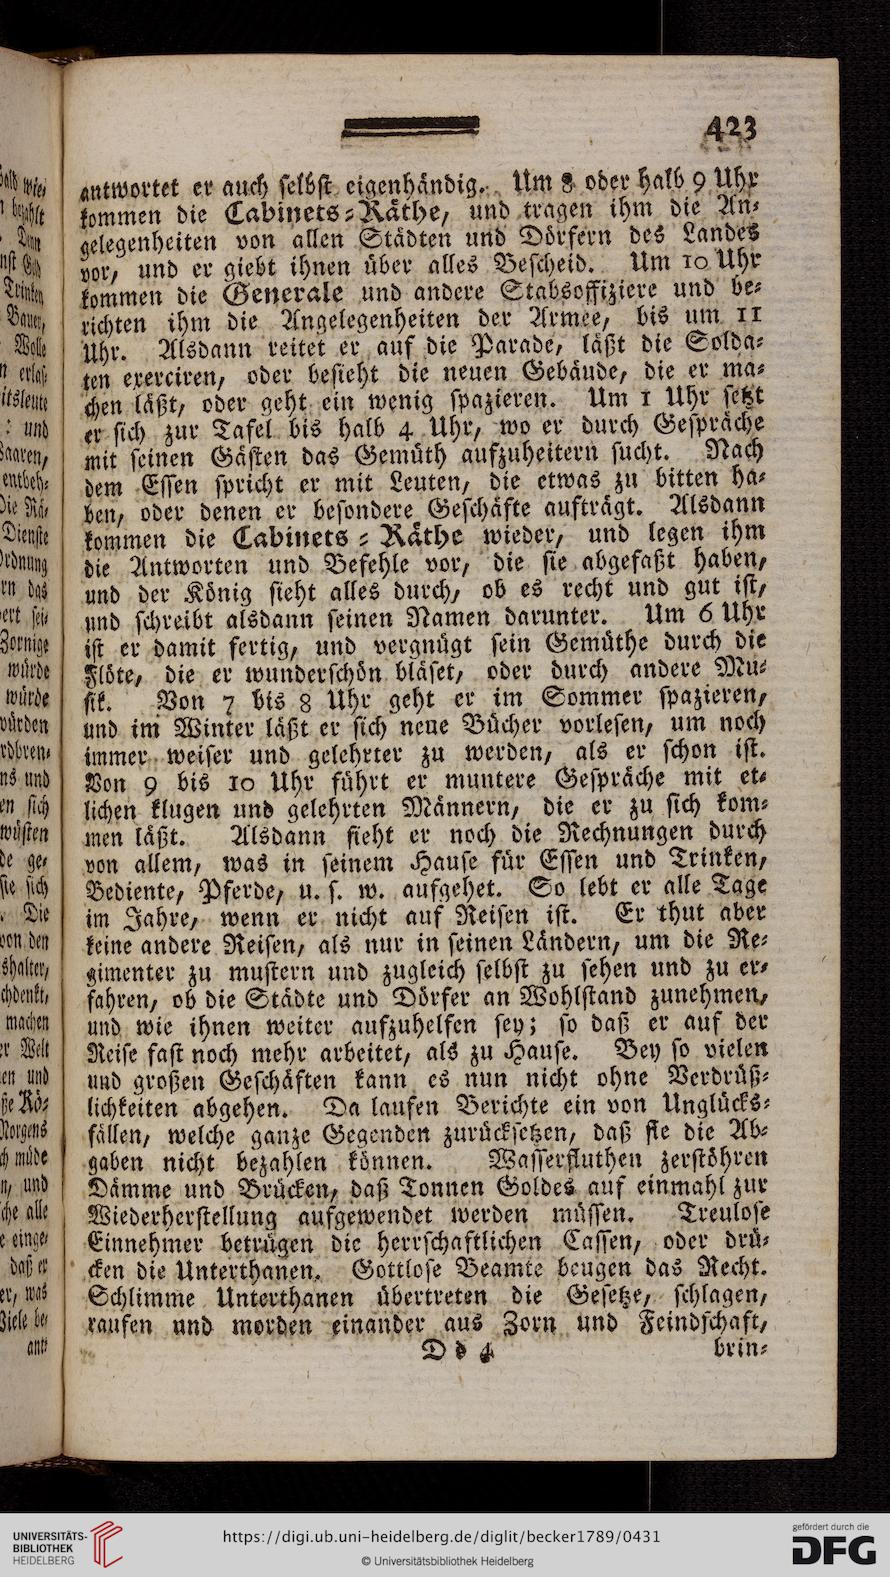 423
antwortet er auch selbst eigenhändig. Um 8 oder halb 9 Uhr
kommen die Cabinets-Räthe, und tragen ihm die An-
gelegenheiten von allen Städten und Dörfern des Landes
vor, und er giebt ihnen über alles Bescheid. Um 10 Uhr
kommen die Generale und andere Stabsoffiziere und be-
richten ihm die Angelegenheiten der Armee, bis um 11
Uhr. Alsdann reitet er auf die Parade, läßt die Solda-
ten exerciren, oder besieht die neuen Gebäude, die er ma-
chen läßt, oder geht ein wenig spazieren. Um 1 Uhr setzt
er sich zur Tafel bis halb 4 Uhr, wo er durch Gespräche
mit seinen Gästen das Gemüth aufzuheitern sucht. Nach
dem Essen spricht er mit Leuten, die etwas zu bitten ha-
ben, oder denen er besondere Geschäfte aufträgt. Alsdann
kommen die Cabinets-Räthe wieder, und legen ihm
die Antworten und Befehle vor, die sie abgefaßt haben,
und der König sieht alles durch, ob es recht und gut ist,
und schreibt alsdann seinen Namen darunter. Um 6 Uhr
ist er damit fertig, und vergnügt sein Gemüthe durch die
Flöte, die er wunderschön bläset, oder durch andere Mu-
sik. Von 7 bis 8 Uhr geht er im Sommer spazieren,
und im Winter läßt er sich neue Bücher vorlesen, um noch
immer weiser und gelehrter zu werden, als er schon ist.
Von 9 bis 10 Uhr führt er muntere Gespräche mit et-
lichen klugen und gelehrten Männern, die er zu sich kom-
men läßt. Alsdann sieht er noch die Rechnungen durch
von allem, was in seinem Hause für Essen und Trinken,
Bediente, Pferde, u. s. w. aufgehet. So lebt er alle Tage
im Jahre, wenn er nicht auf Reisen ist. Er thut aber
keine andere Reisen, als nur in seinen Ländern, um die Re-
gimenter zu mustern und zugleich selbst zu sehen und zu er-
fahren, ob die Städte und Dörfer an Wohlstand zunehmen,
und wie ihnen weiter aufzuhelfen sey; so daß er auf der
Reise fast noch mehr arbeitet, als zu Hause. Bey so vielen
und großen Geschäften kann es nun nicht ohne Verdrüß-
lichkeiten abgehen. Da laufen Berichte ein von Unglücks-
fällen, welche ganze Gegenden zurücksetzen, daß sie die Ab-
gaben nicht bezahlen können. Wasserfluthen zerstöhren
Dämme und Brücken, daß Tonnen Goldes auf einmahl zur
Wiederherstellung aufgewendet werden müssen. Treulose
Einnehmer betrügen die herrschaftlichen Cassen, oder drü-
cken die Unterthanen. Gottlose Beamte beugen das Recht.
Schlimme Unterthanen übertreten die Gesetze, schlagen,
raufen und morden einander aus Zorn und Feindschaft,
D d 4 brin-
UNIVERSITÄTS-
BIBLIOTHEK
HEIDELBERG
https://digi.ub.uni-heidelberg.de/diglit/becker1789/0431
© Universitätsbibliothek Heidelberg
gefördert durch die
DFG